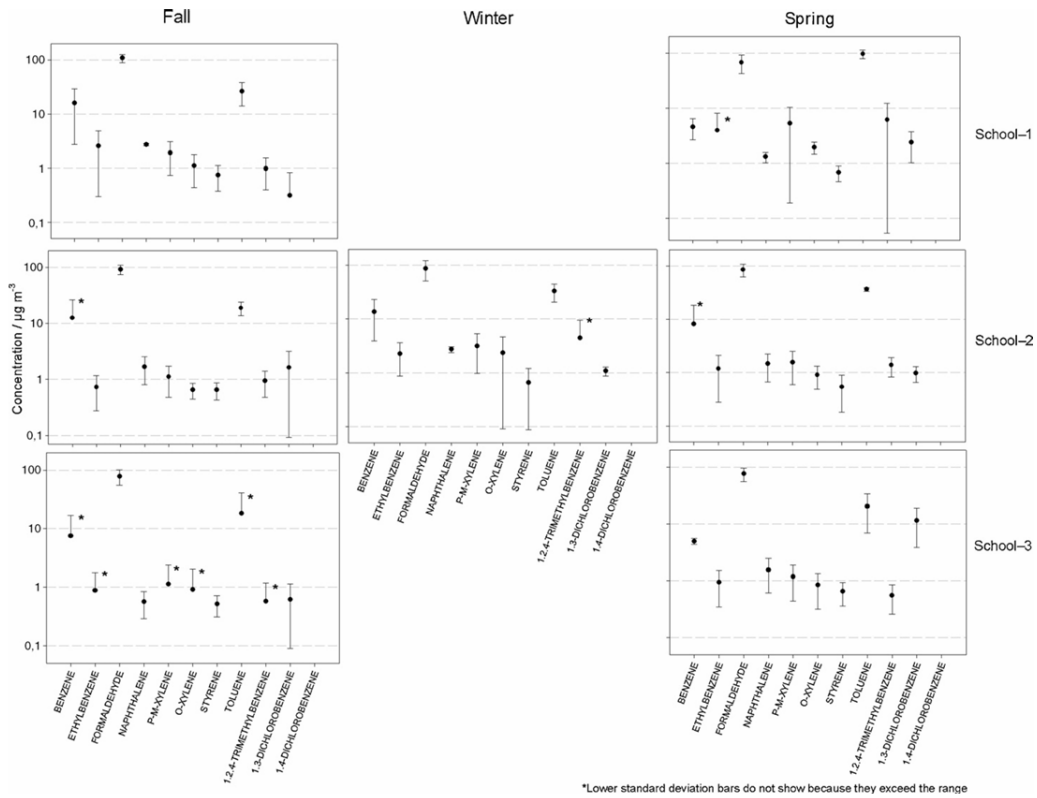 Fall
Winter
Spring
100
10
1
0,1
School–1
Concentration / µg m-3
100
10
1
0,1
School–2
BENZENE
ETHYLBENZENE
FORMALDEHYDE
NAPHTHALENE
P-M-XYLENE
O-XYLENE
STYRENE
TOLUENE
1.2.4-TRIMETHYLBENZENE
1.3-DICHLOROBENZENE
1.4-DICHLOROBENZENE
100
10
1
0,1
School–3
BENZENE
ETHYLBENZENE
FORMALDEHYDE
NAPHTHALENE
P-M-XYLENE
O-XYLENE
STYRENE
TOLUENE
1.2.4-TRIMETHYLBENZENE
1.3-DICHLOROBENZENE
1.4-DICHLOROBENZENE
BENZENE
ETHYLBENZENE
FORMALDEHYDE
NAPHTHALENE
P-M-XYLENE
O-XYLENE
STYRENE
TOLUENE
1.2.4-TRIMETHYLBENZENE
1.3-DICHLOROBENZENE
1.4-DICHLOROBENZENE
*Lower standard deviation bars do not show because they exceed the range